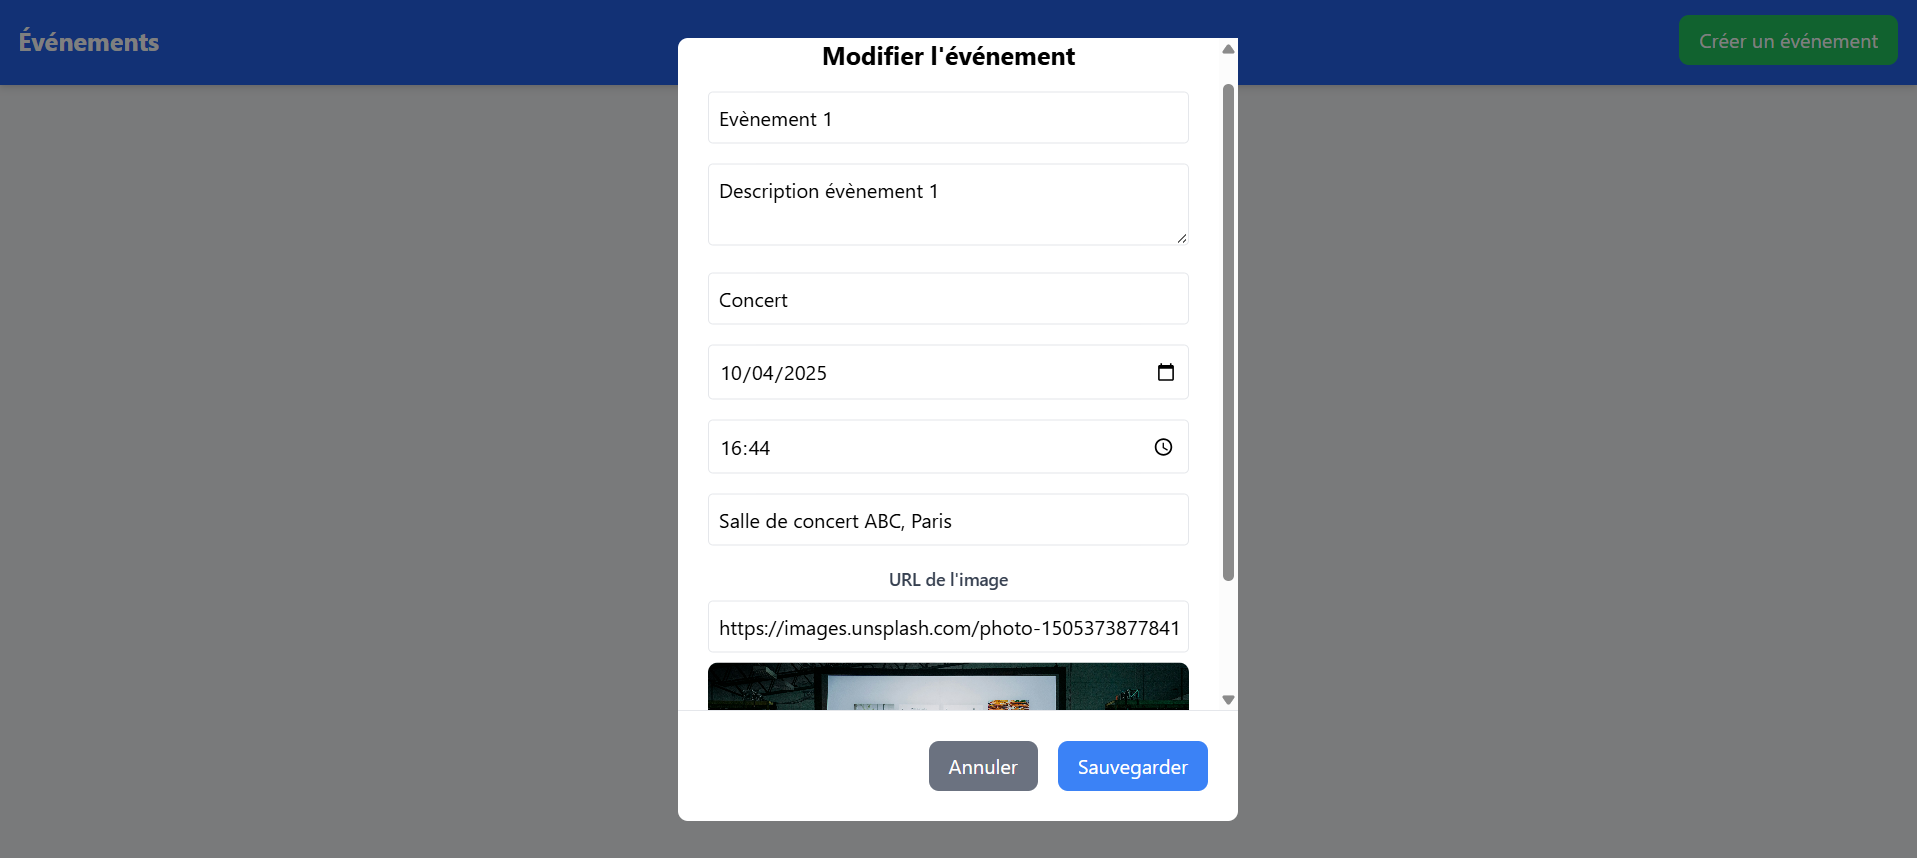 Événements
Créer un événement
Modifier l'événement
Evènement 1
Description évènement 1
Concert
10/04/2025
16:44
Salle de concert ABC, Paris
URL de l'image
https://images.unsplash.com/photo-1505373877841
Annuler
Sauvegarder